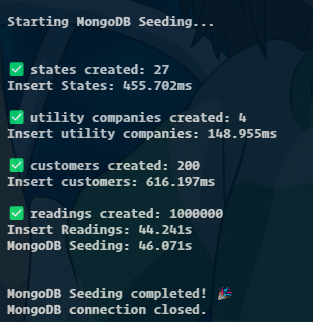 Starting MongoDB Seeding...
✅ states created: 27
Insert States: 455.702ms
✅ utility companies created: 4
Insert utility companies: 148.955ms
✅ customers created: 200
Insert customers: 616.197ms
✅ readings created: 1000000
Insert Readings: 44.241s
MongoDB Seeding: 46.071s
MongoDB Seeding completed! 🎉
MongoDB connection closed.